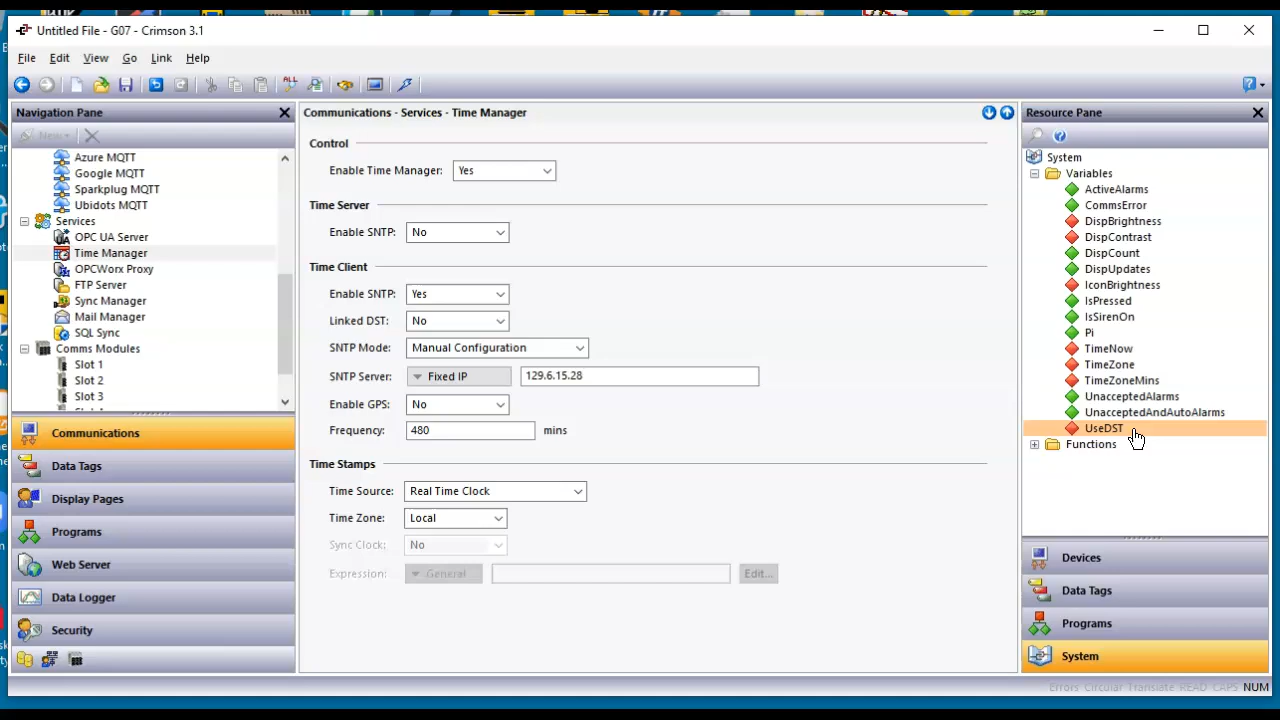 Untitled File - G07 - Crimson 3.1
File Edit View Go Link Help
ALL
Navigation Pane
New
Azure MQTT
Google MQTT
Sparkplug MQTT
Ubidots MQTT
Services
OPC UA Server
Time Manager
OPCWorx Proxy
FTP Server
Sync Manager
Mail Manager
SQL Sync
Comms Modules
Slot 1
Slot 2
Slot 3
Communications
Data Tags
Display Pages
Programs
Web Server
Data Logger
Security
Communications - Services - Time Manager
Control
Enable Time Manager: Yes
Time Server
Enable SNTP: No
Time Client
Enable SNTP: Yes
Linked DST: No
SNTP Mode: Manual Configuration
SNTP Server: Fixed IP 129.6.15.28
Enable GPS: No
Frequency: 480 mins
Time Stamps
Time Source: Real Time Clock
Time Zone: Local
Sync Clock: No
Expression: General Edit...
Resource Pane
System
Variables
ActiveAlarms
CommsError
DispBrightness
DispContrast
DispCount
DispUpdates
IconBrightness
IsPressed
IsSirenOn
Pi
TimeNow
TimeZone
TimeZoneMins
UnacceptedAlarms
UnacceptedAndAutoAlarms
UseDST
Functions
Devices
Data Tags
Programs
System
Errors Circular Translate READ CAPS NUM